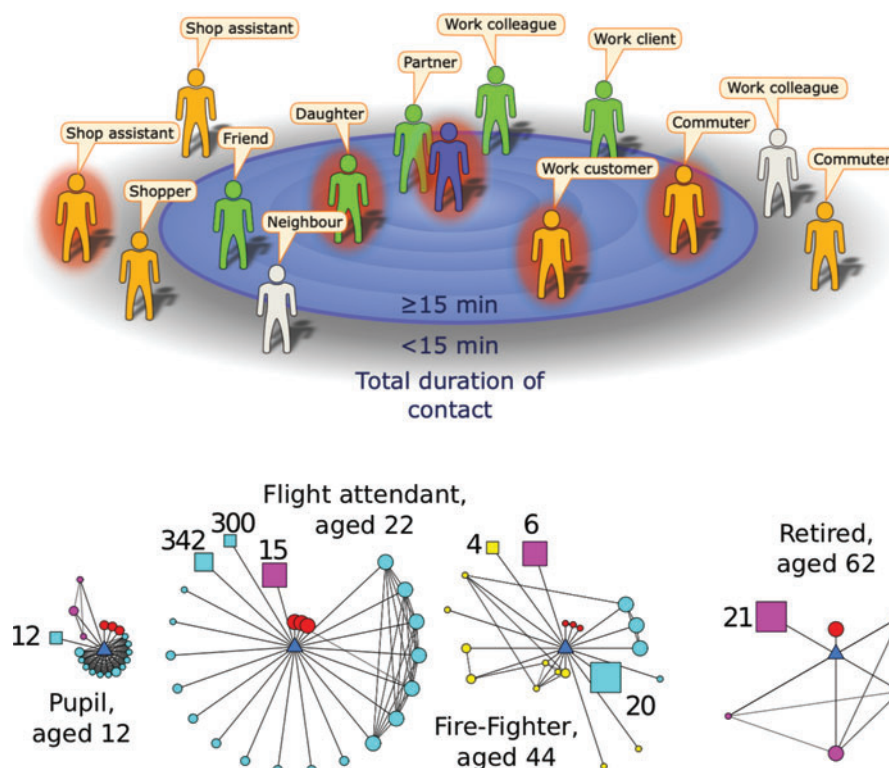 Shop assistant
Work colleague
Work client
Partner
Work colleague
Daughter
Commuter
Shop assistant
Friend
Commuter
Work customer
Shopper
Neighbour
≥15 min
<15 min
Total duration of
contact
Flight attendant,
aged 22
300
342
15
4
6
Retired,
aged 62
12
21
Pupil,
aged 12
20
Fire-Fighter,
aged 44